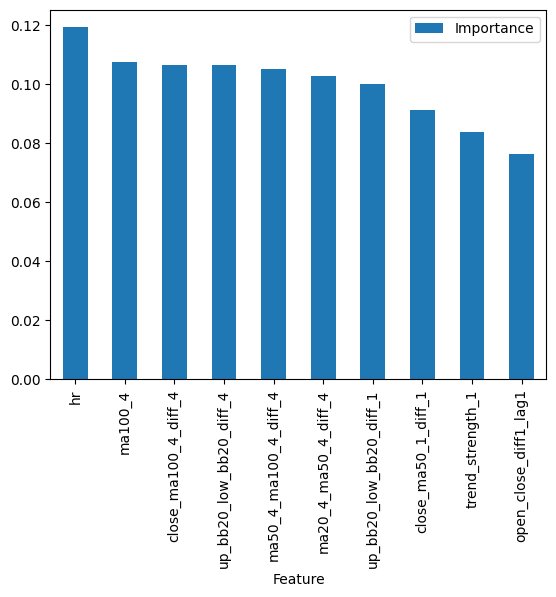 Importance
0.12
0.10
0.08
0.06
0.04
0.02
0.00
hr
ma100_4
close_ma100_4_diff_4
up_bb20_low_bb20_diff_4
ma50_4_ma100_4_diff_4
ma20_4_ma50_4_diff_4
up_bb20_low_bb20_diff_1
close_ma50_1_diff_1
trend_strength_1
open_close_diff1_lag1
Feature